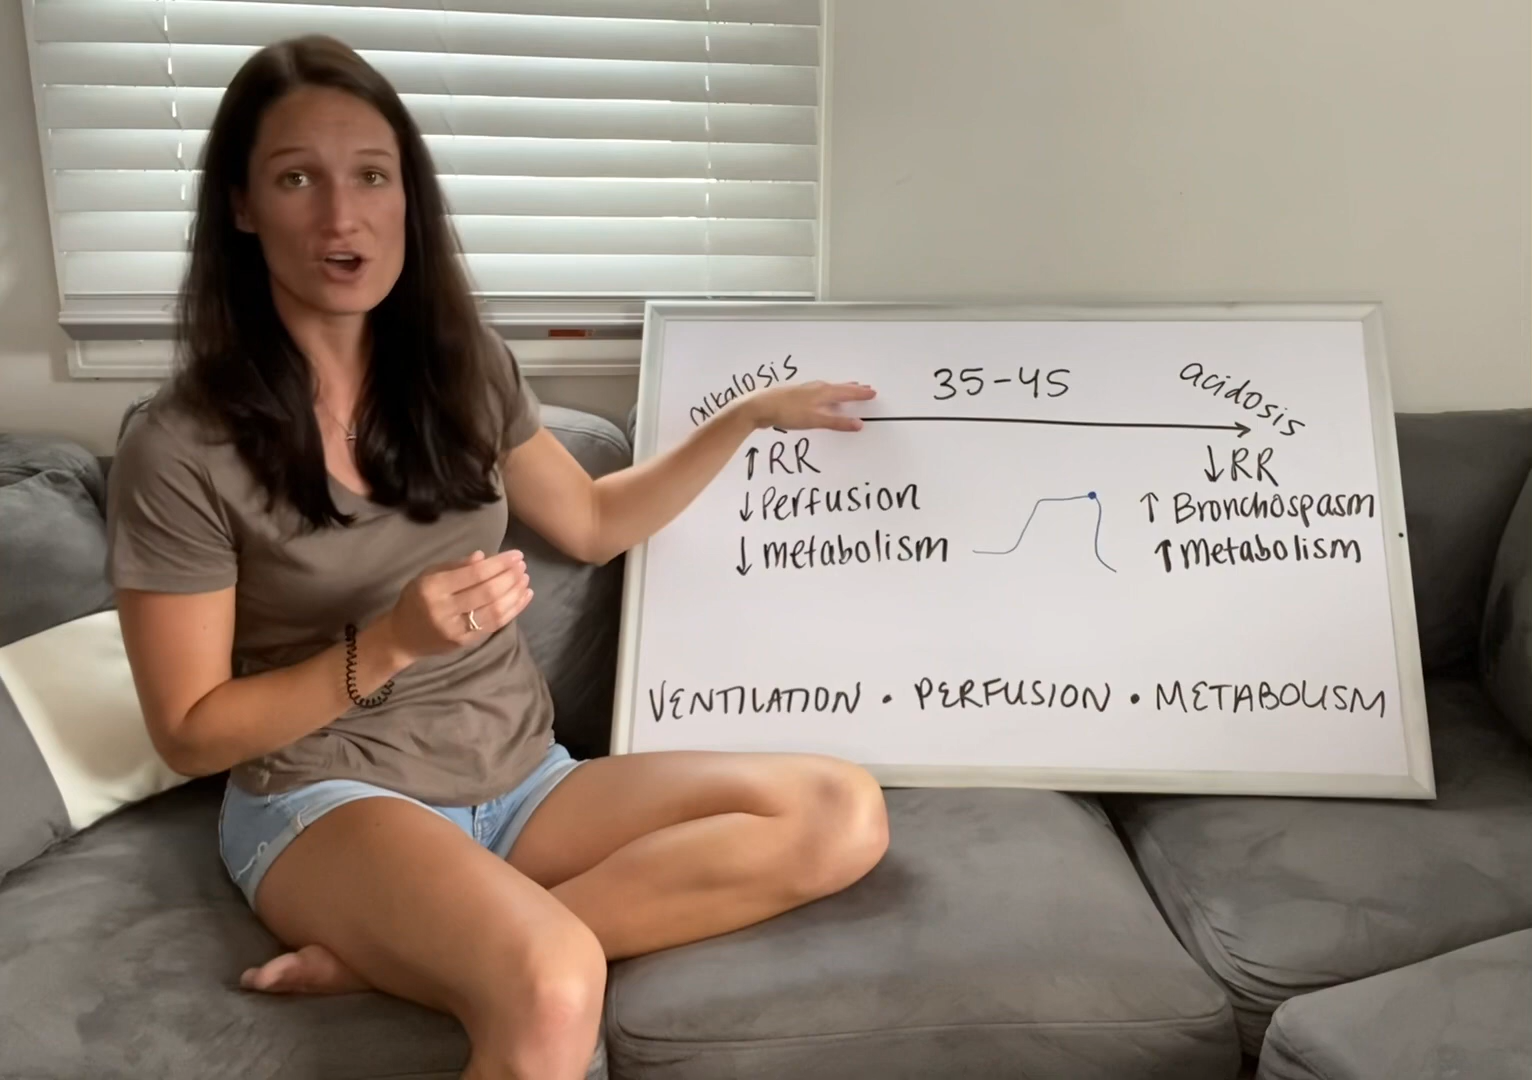 alkalosis 35-45 acidosis
↑ RR ↓ RR
↓ Perfusion ↑ Bronchospasm
↓ metabolism ↑ Metabolism
VENTILATION • PERFUSION • METABOLISM